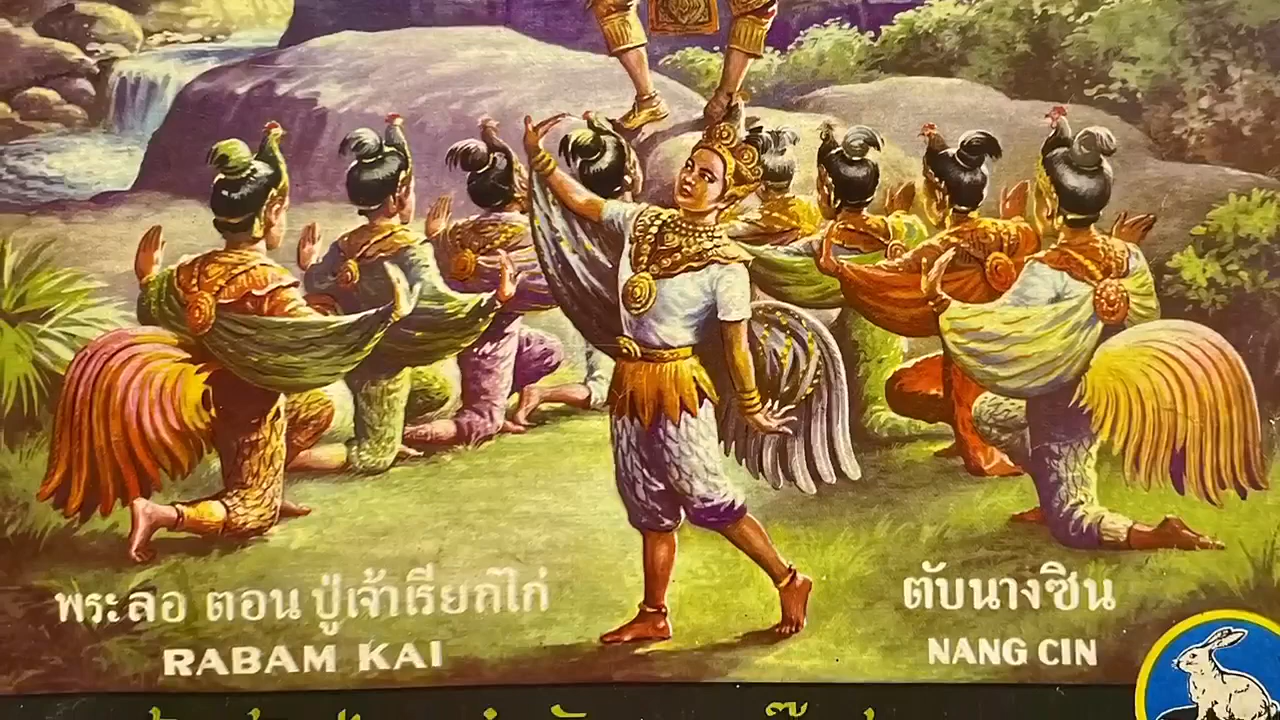 พระลอ ตอน ปู่เจ้าเรียกไก่
RABAM KAI
ตับนางซิน
NANG CIN